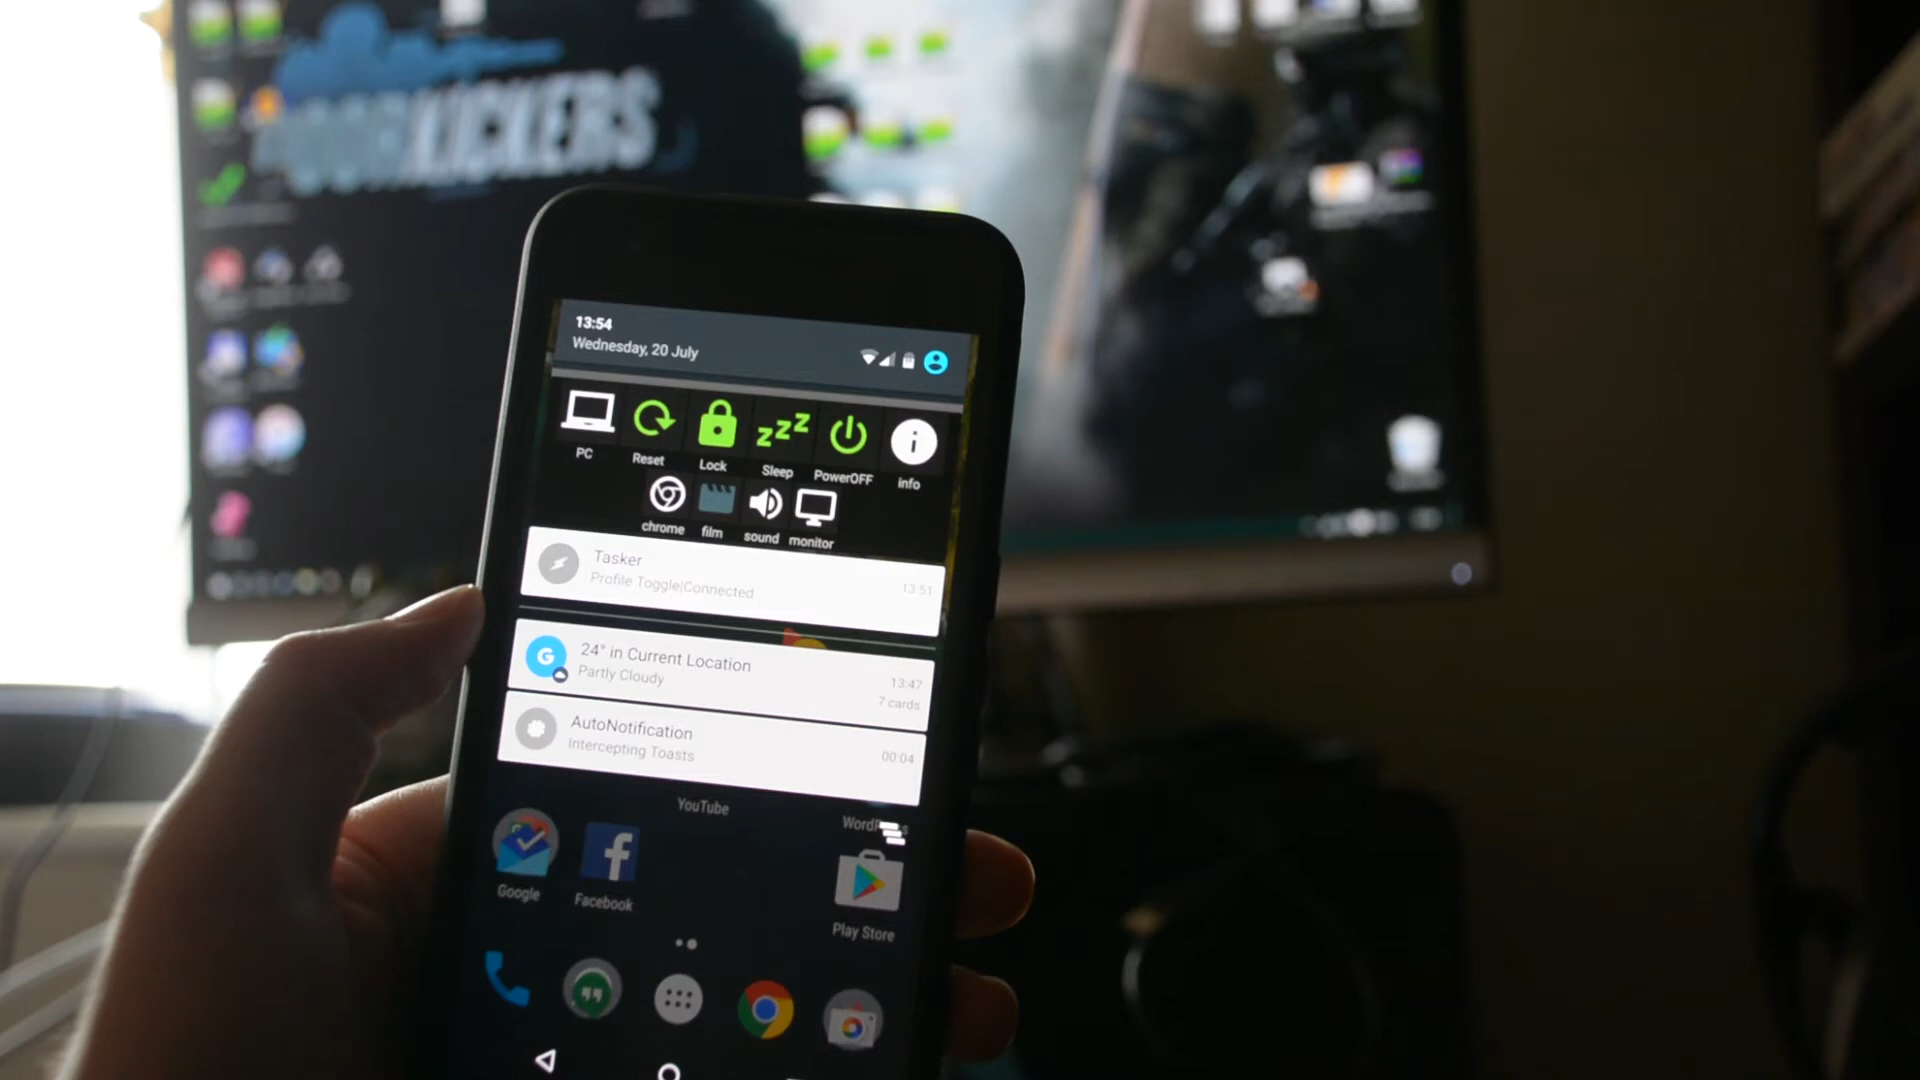 KICKERS
13:54
Wednesday, 20 July
PC
Reset
Lock
Sleep
PowerOFF
info
chrome
film
sound
monitor
Tasker
Profile Toggle|Connected
13:51
24° in Current Location
Partly Cloudy
13:47
7 cards
AutoNotification
Intercepting Toasts
00:04
YouTube
Google
Facebook
Play Store